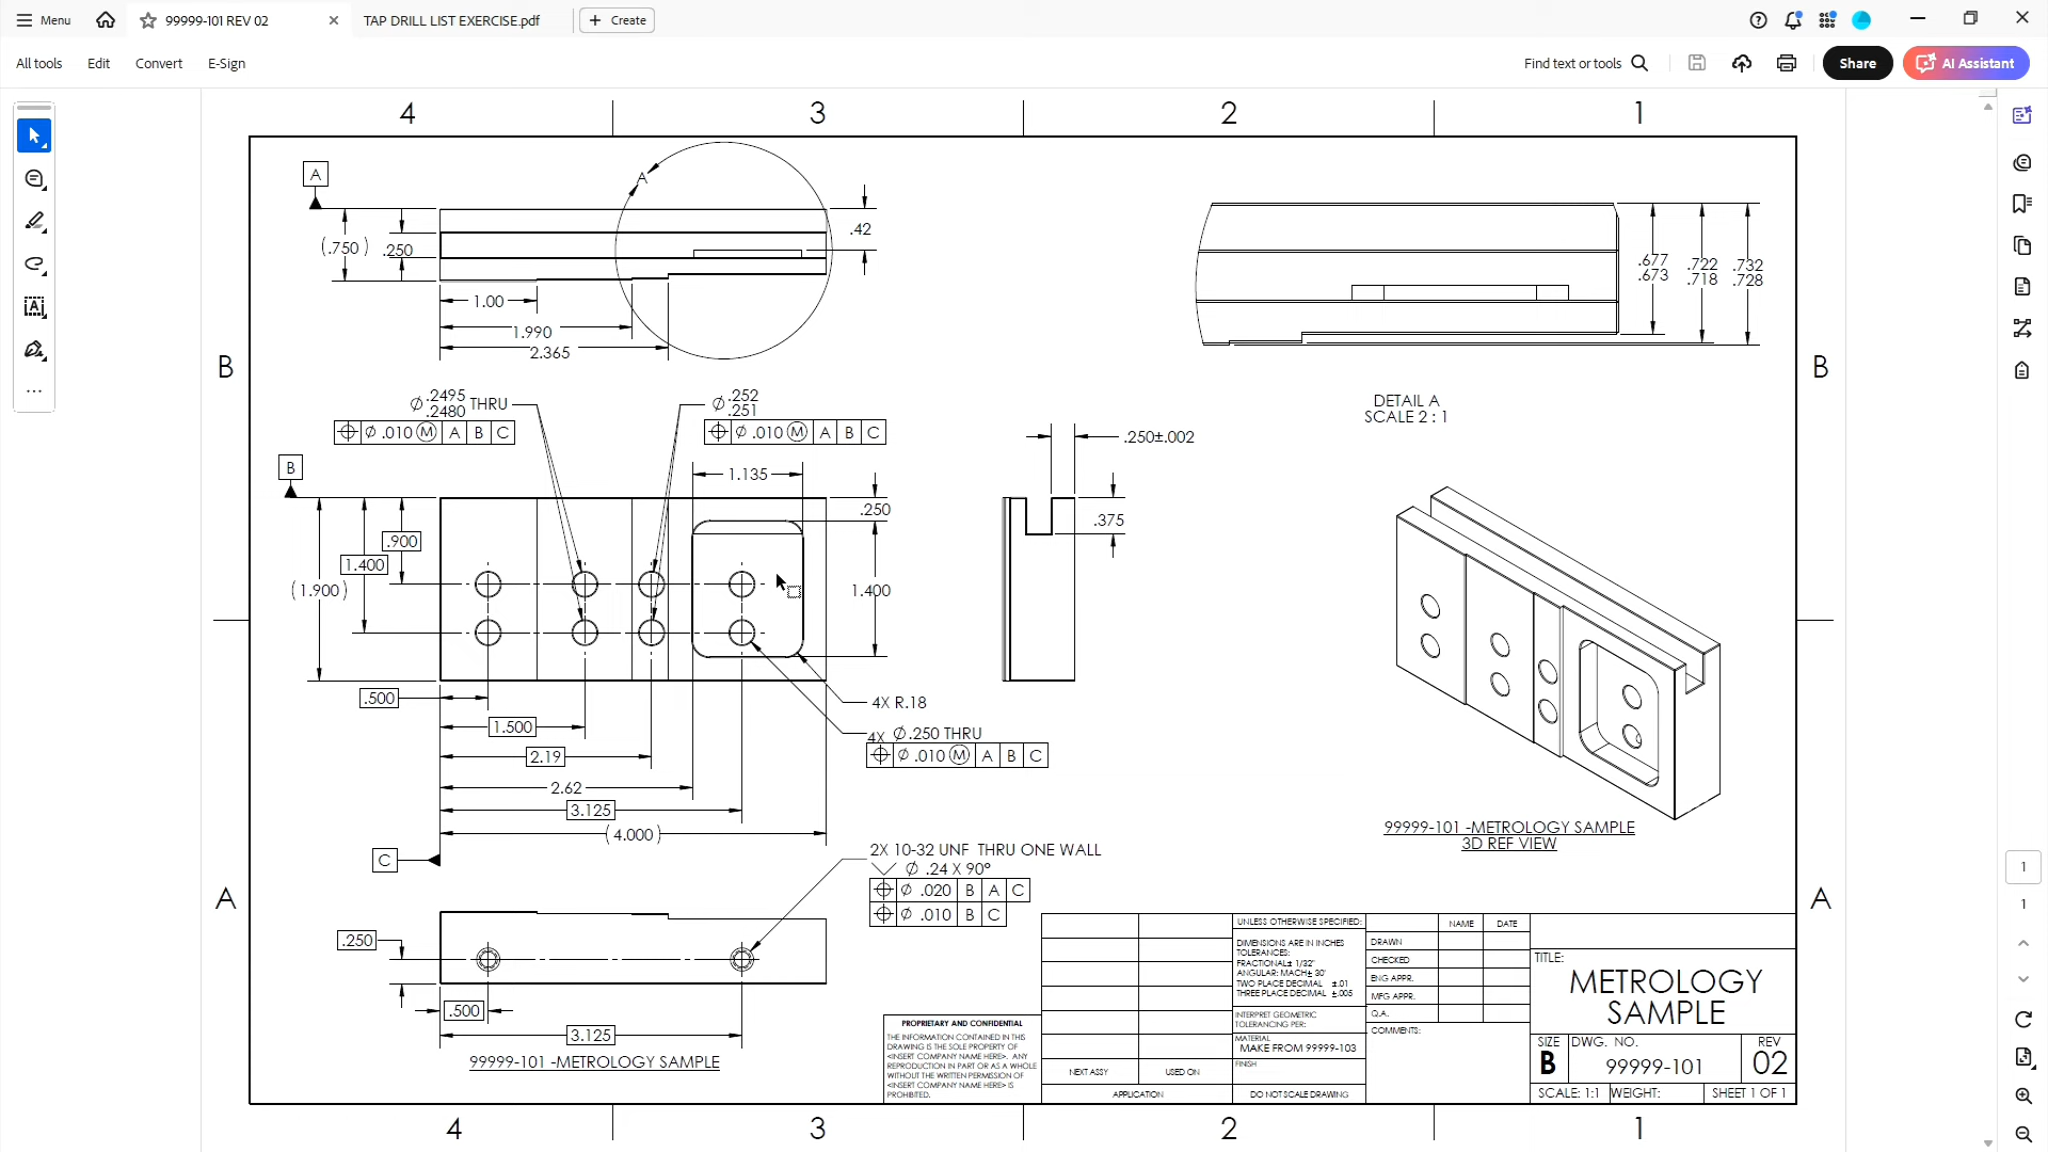 Menu
99999-101 REV 02
TAP DRILL LIST EXERCISE.pdf
Create
All tools
Edit
Convert
E-Sign
Find text or tools
Share
AI Assistant
4
3
2
1
A
A
(.750)
.250
.42
1.00
1.990
2.365
.677
.673
.722
.718
.732
.728
B
B
DETAIL A
SCALE 2 : 1
Ø .2495
.2480 THRU
⌖ Ø .010 Ⓜ A B C
Ø .252
.251
⌖ Ø .010 Ⓜ A B C
B
1.135
.250±.002
.250
.375
.900
1.400
(1.900)
1.400
.500
1.500
2.19
2.62
3.125
(4.000)
4X R.18
4X Ø.250 THRU
⌖ Ø .010 Ⓜ A B C
C
99999-101 -METROLOGY SAMPLE
3D REF VIEW
2X 10-32 UNF THRU ONE WALL
⌵ Ø .24 X 90°
⌖ Ø .020 B A C
⌖ Ø .010 B C
A
A
.250
.500
3.125
99999-101 -METROLOGY SAMPLE
PROPRIETARY AND CONFIDENTIAL
THE INFORMATION CONTAINED IN THIS
DRAWING IS THE SOLE PROPERTY OF
<INSERT COMPANY NAME HERE>. ANY
REPRODUCTION IN PART OR AS A WHOLE
WITHOUT THE WRITTEN PERMISSION OF
<INSERT COMPANY NAME HERE> IS
PROHIBITED.
NEXT ASSY
USED ON
APPLICATION
UNLESS OTHERWISE SPECIFIED:
DIMENSIONS ARE IN INCHES
TOLERANCES:
FRACTIONAL± 1/32"
ANGULAR: MACH± 30'
TWO PLACE DECIMAL ±.01
THREE PLACE DECIMAL ±.005
INTERPRET GEOMETRIC
TOLERANCING PER:
MATERIAL
MAKE FROM 99999-103
FINISH
DO NOT SCALE DRAWING
NAME
DATE
DRAWN
CHECKED
ENG APPR.
MFG APPR.
Q.A.
COMMENTS:
TITLE:
METROLOGY
SAMPLE
SIZE
B
DWG. NO.
99999-101
REV
02
SCALE: 1:1
WEIGHT:
SHEET 1 OF 1
4
3
2
1
1
1